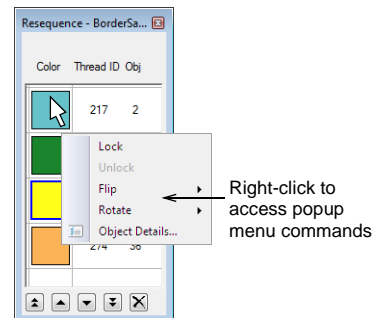 Resequence - BorderSa...
Color Thread ID Obj
217 2
Lock
Unlock
Flip
Rotate
Object Details...
274 36
Right-click to
access popup
menu commands